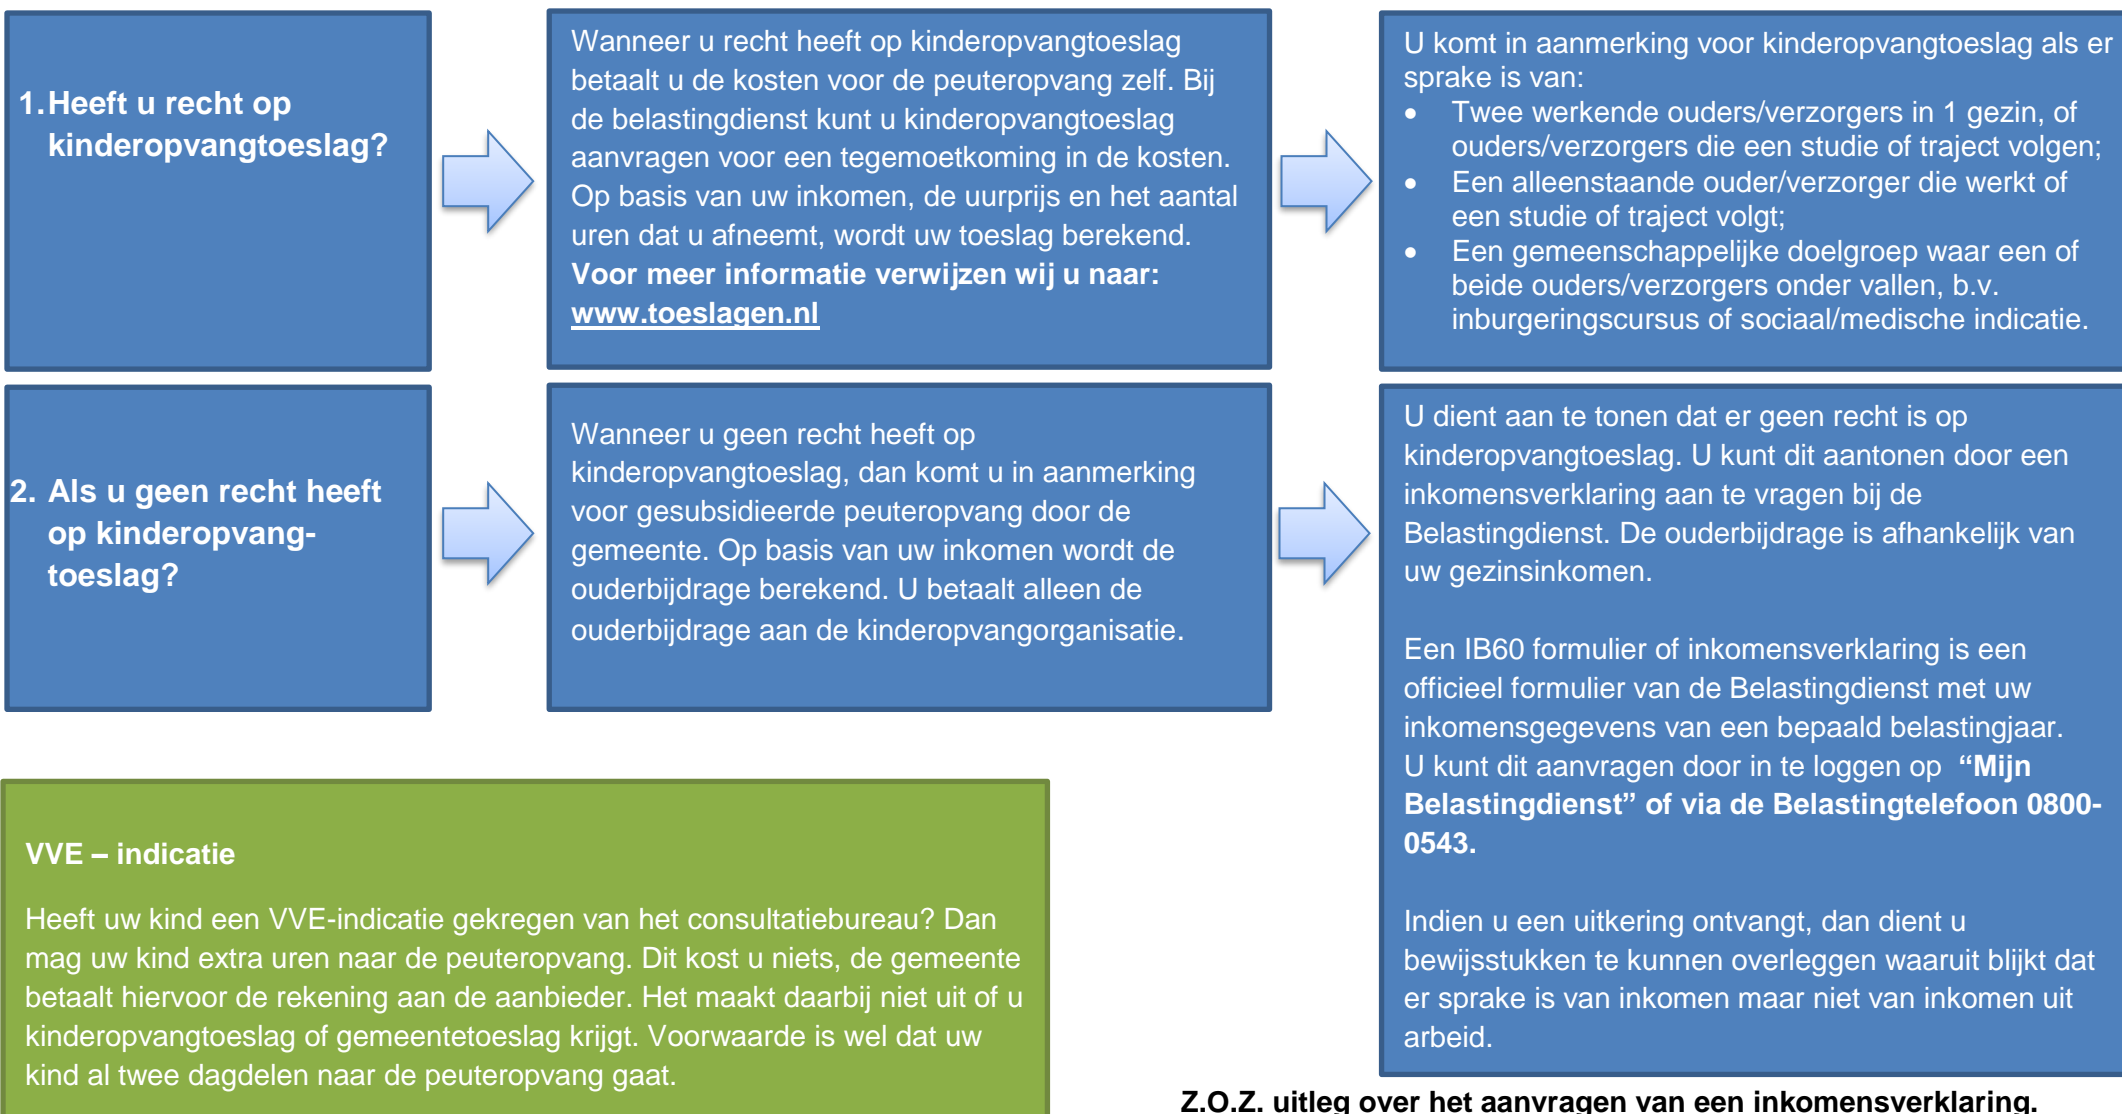 1. Heeft u recht op
kinderopvangtoeslag?
Wanneer u recht heeft op kinderopvangtoeslag
betaalt u de kosten voor de peuteropvang zelf. Bij
de belastingdienst kunt u kinderopvangtoeslag
aanvragen voor een tegemoetkoming in de kosten.
Op basis van uw inkomen, de uurprijs en het aantal
uren dat u afneemt, wordt uw toeslag berekend.
Voor meer informatie verwijzen wij u naar:
www.toeslagen.nl
U komt in aanmerking voor kinderopvangtoeslag als er
sprake is van:
• Twee werkende ouders/verzorgers in 1 gezin, of
ouders/verzorgers die een studie of traject volgen;
• Een alleenstaande ouder/verzorger die werkt of
een studie of traject volgt;
• Een gemeenschappelijke doelgroep waar een of
beide ouders/verzorgers onder vallen, b.v.
inburgeringscursus of sociaal/medische indicatie.
2. Als u geen recht heeft
op kinderopvang-
toeslag?
Wanneer u geen recht heeft op
kinderopvangtoeslag, dan komt u in aanmerking
voor gesubsidieerde peuteropvang door de
gemeente. Op basis van uw inkomen wordt de
ouderbijdrage berekend. U betaalt alleen de
ouderbijdrage aan de kinderopvangorganisatie.
U dient aan te tonen dat er geen recht is op
kinderopvangtoeslag. U kunt dit aantonen door een
inkomensverklaring aan te vragen bij de
Belastingdienst. De ouderbijdrage is afhankelijk van
uw gezinsinkomen.
Een IB60 formulier of inkomensverklaring is een
officieel formulier van de Belastingdienst met uw
inkomensgegevens van een bepaald belastingjaar.
U kunt dit aanvragen door in te loggen op “Mijn
Belastingdienst” of via de Belastingtelefoon 0800-
0543.
Indien u een uitkering ontvangt, dan dient u
bewijsstukken te kunnen overleggen waaruit blijkt dat
er sprake is van inkomen maar niet van inkomen uit
arbeid.
VVE – indicatie
Heeft uw kind een VVE-indicatie gekregen van het consultatiebureau? Dan
mag uw kind extra uren naar de peuteropvang. Dit kost u niets, de gemeente
betaalt hiervoor de rekening aan de aanbieder. Het maakt daarbij niet uit of u
kinderopvangtoeslag of gemeentetoeslag krijgt. Voorwaarde is wel dat uw
kind al twee dagdelen naar de peuteropvang gaat.
Z.O.Z. uitleg over het aanvragen van een inkomensverklaring.